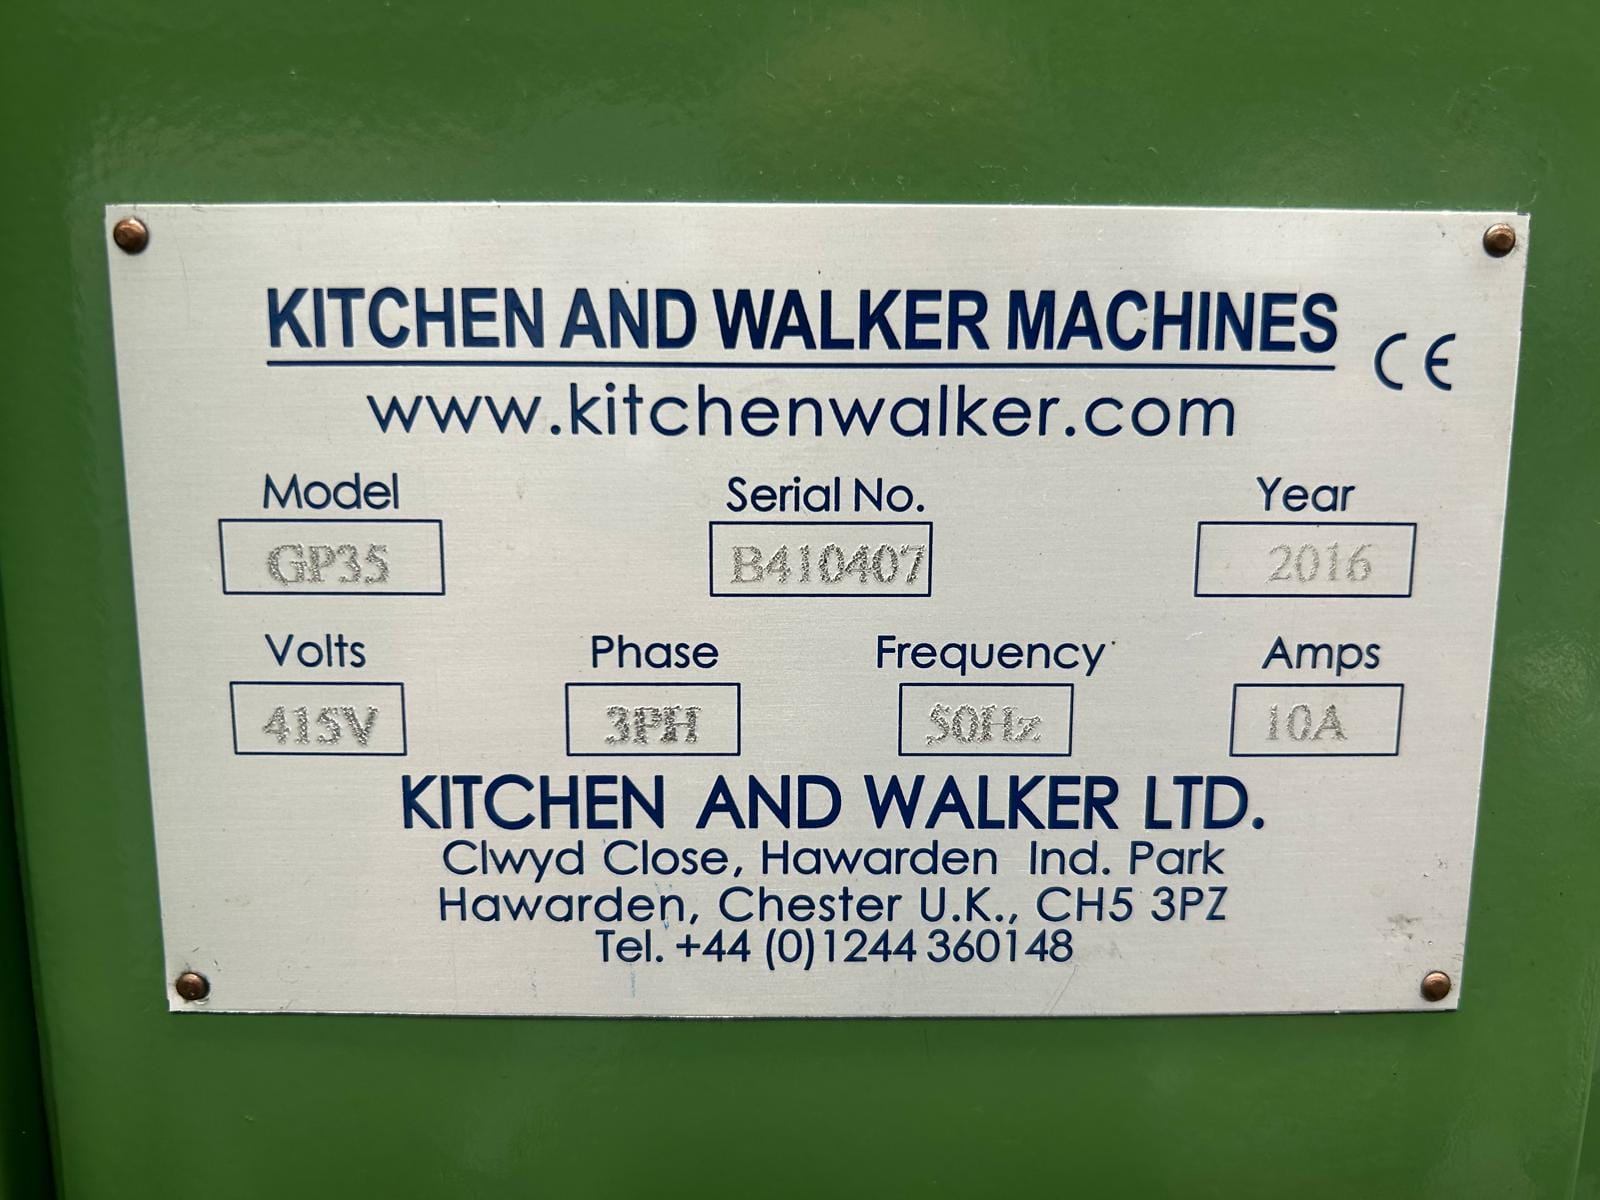 KITCHEN AND WALKER MACHINES CE
www.kitchenwalker.com
Model Serial No. Year
GP35 B410407 2016
Volts Phase Frequency Amps
415V 3PH 50Hz 10A
KITCHEN AND WALKER LTD.
Clwyd Close, Hawarden Ind. Park
Hawarden, Chester U.K., CH5 3PZ
Tel. +44 (0)1244 360148